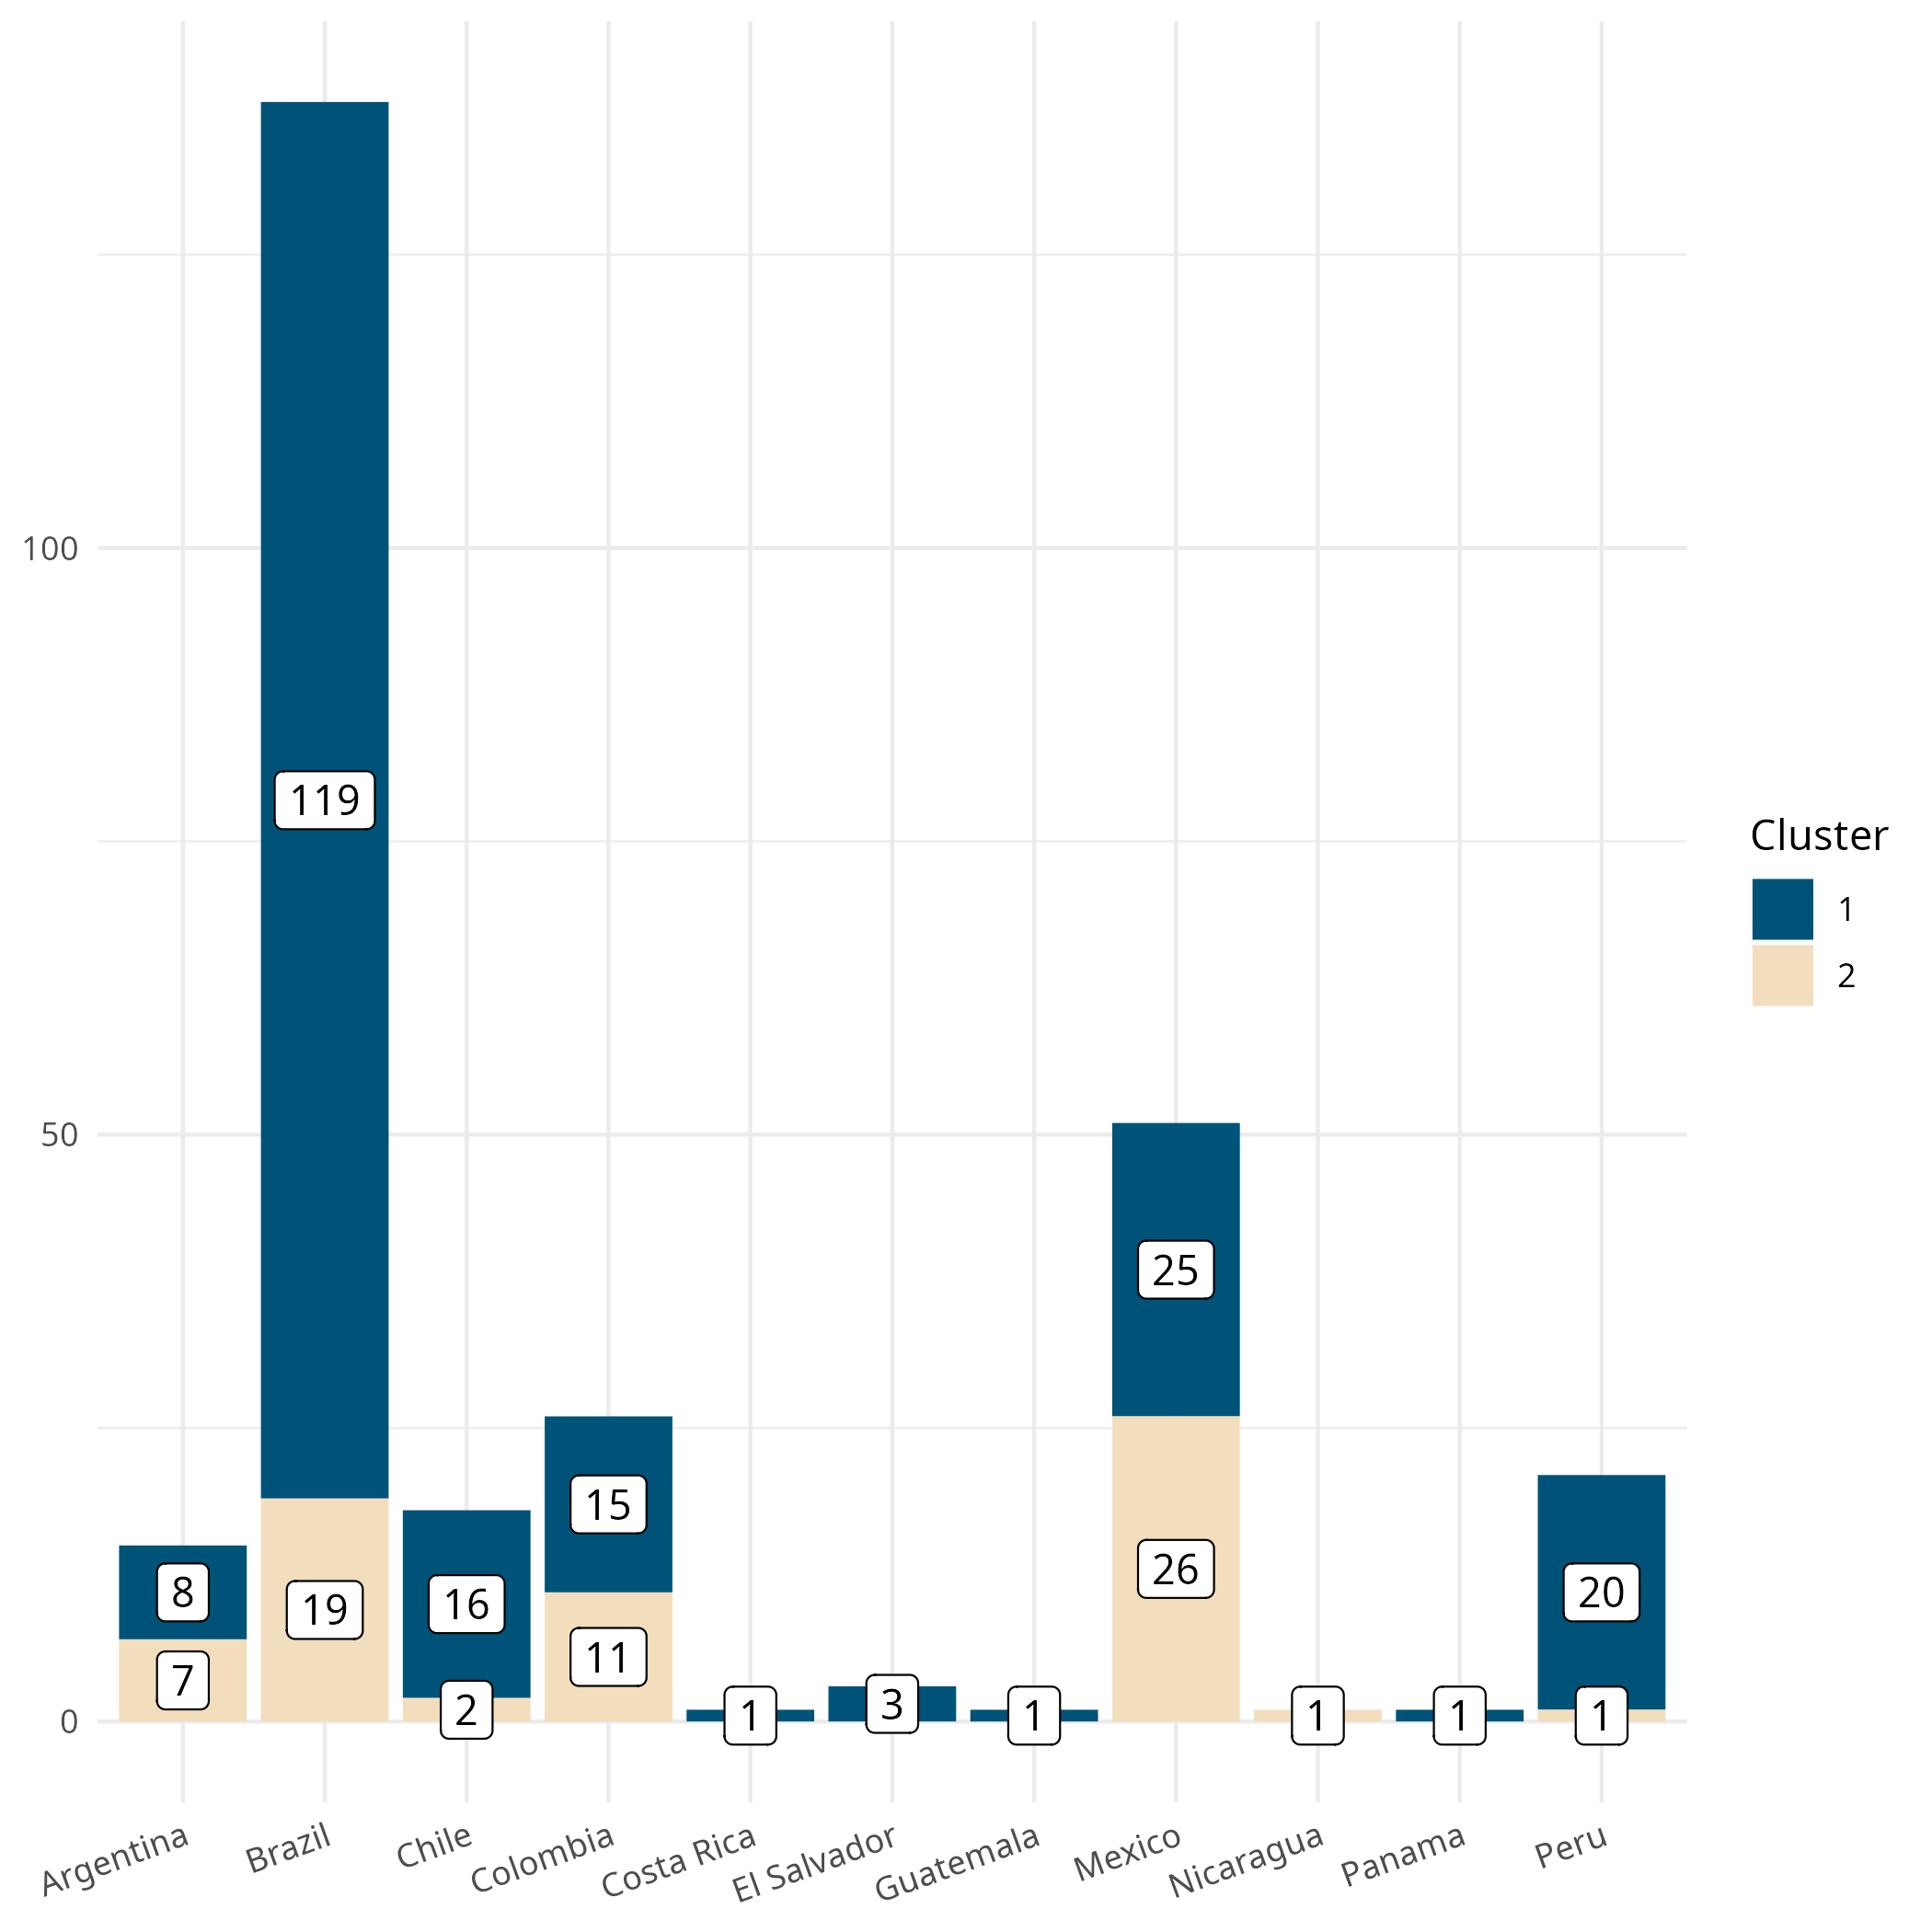 100
50
0
119
25
15
26
8
16
20
19
11
7
2
1
3
1
1
1
1
Argentina
Brazil
Chile
Colombia
Costa Rica
El Salvador
Guatemala
Mexico
Nicaragua
Panama
Peru
Cluster
1
2